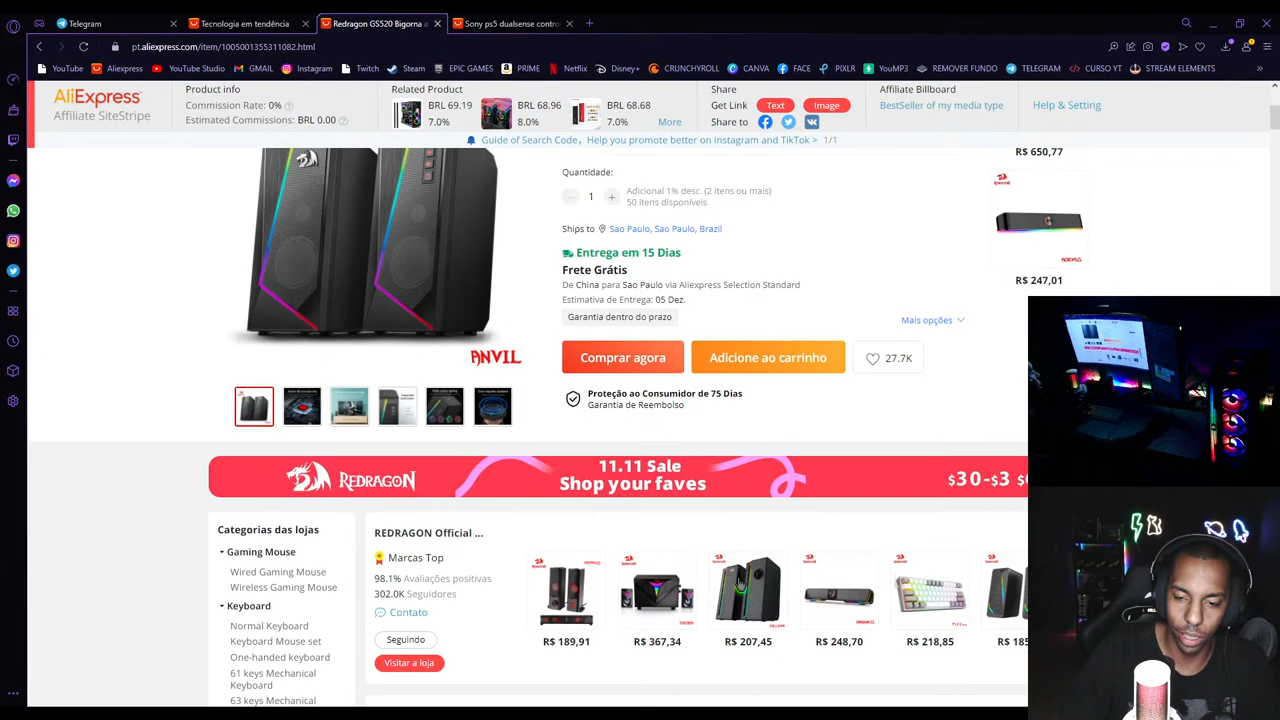 Telegram
Tecnologia em tendência
Redragon GS520 Bigorna a
Sony ps5 dualsense contro
pt.aliexpress.com/item/1005001355311082.html
YouTube
Aliexpress
YouTube Studio
GMAIL
Instagram
Twitch
Steam
EPIC GAMES
PRIME
Netflix
Disney+
CRUNCHYROLL
CANVA
FACE
PIXLR
YouMP3
REMOVER FUNDO
TELEGRAM
CURSO YT
STREAM ELEMENTS
AliExpress
Affiliate SiteStripe
Product info
Commission Rate: 0%
Estimated Commissions: BRL 0.00
Related Product
BRL 69.19
7.0%
BRL 68.96
8.0%
BRL 68.68
7.0%
More
Share
Get Link Text Image
Share to
Affiliate Billboard
BestSeller of my media type
Help & Setting
Guide of Search Code, Help you promote better on Instagram and TikTok > 1/1
R$ 650,77
Quantidade:
1
Adicional 1% desc. (2 itens ou mais)
50 itens disponíveis
Ships to Sao Paulo, Sao Paulo, Brazil
Entrega em 15 Dias
Frete Grátis
De China para Sao Paulo via Aliexpress Selection Standard
Estimativa de Entrega: 05 Dez.
Garantia dentro do prazo
Mais opções
R$ 247,01
ANVIL
Comprar agora
Adicione ao carrinho
27.7K
Proteção ao Consumidor de 75 Dias
Garantia de Reembolso
REDRAGON
11.11 Sale
Shop your faves
$30-$3
Categorias das lojas
Gaming Mouse
Wired Gaming Mouse
Wireless Gaming Mouse
Keyboard
Normal Keyboard
Keyboard Mouse set
One-handed keyboard
61 keys Mechanical
Keyboard
63 keys Mechanical
REDRAGON Official ...
Marcas Top
98.1% Avaliações positivas
302.0K Seguidores
Contato
Seguindo
Visitar a loja
R$ 189,91
R$ 367,34
R$ 207,45
R$ 248,70
R$ 218,85
R$ 185